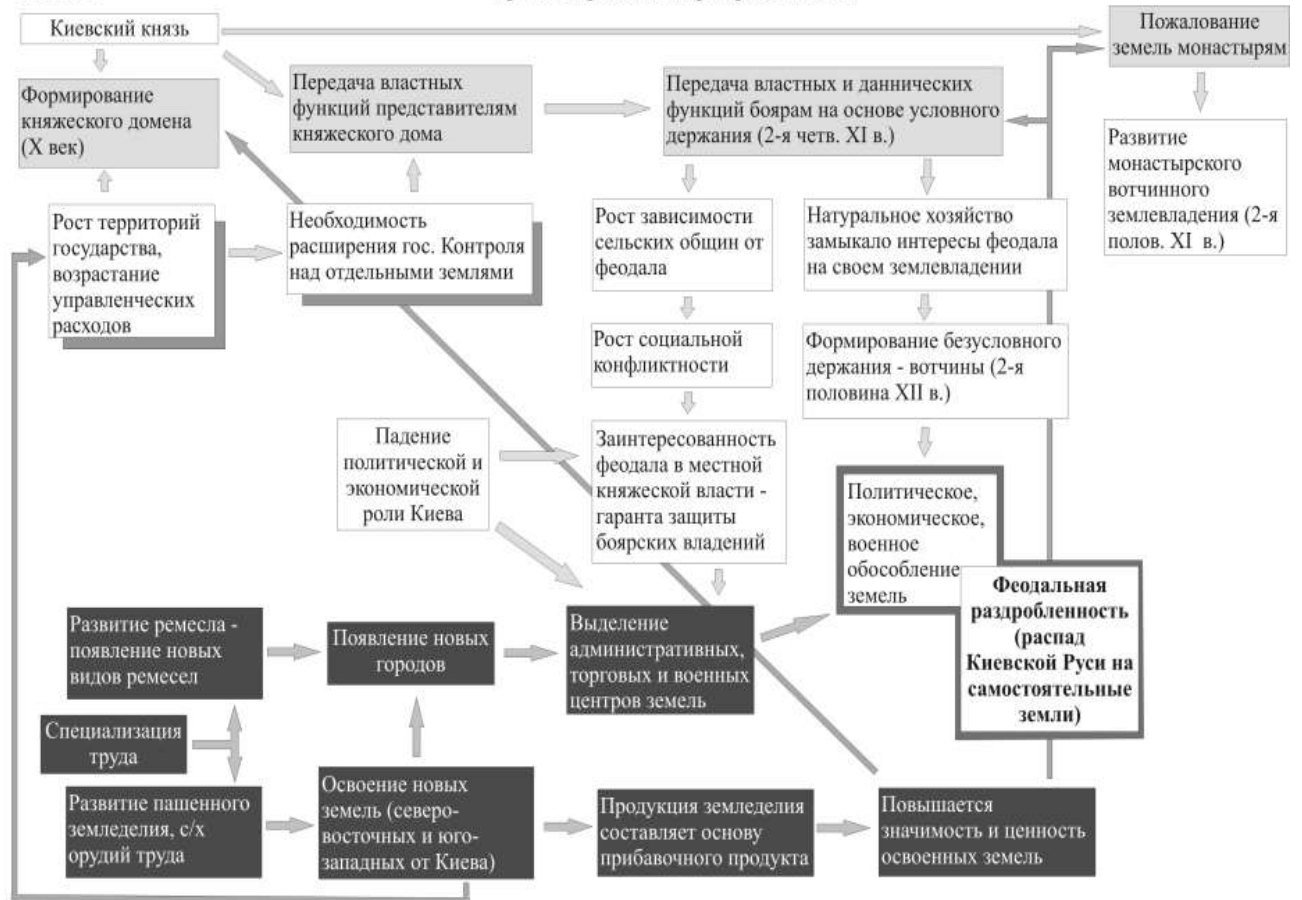 Киевский князь
Пожалование
земель монастырям
Формирование
княжеского домена
(X век)
Передача властных
функций представителям
княжеского дома
Передача властных и даннических
функций боярам на основе условного
держания (2-я четв. XI в.)
Развитие
монастырского
вотчинного
землевладения (2-я
полов. XI в.)
Рост территорий
государства,
возрастание
управленческих
расходов
Необходимость
расширения гос. Контроля
над отдельными землями
Рост зависимости
сельских общин от
феодала
Натуральное хозяйство
замыкало интересы феодала
на своем землевладении
Рост социальной
конфликтности
Формирование безусловного
держания - вотчины (2-я
половина XII в.)
Падение
политической и
экономической
роли Киева
Заинтересованность
феодала в местной
княжеской власти -
гаранта защиты
боярских владений
Политическое,
экономическое,
военное
обособление
земель
Феодальная
раздробленность
(распад
Киевской Руси на
самостоятельные
земли)
Развитие ремесла -
появление новых
видов ремесел
Появление новых
городов
Выделение
административных,
торговых и военных
центров земель
Специализация
труда
Развитие пашенного
земледелия, с/х
орудий труда
Освоение новых
земель (северо-
восточных и юго-
западных от Киева)
Продукция земледелия
составляет основу
прибавочного продукта
Повышается
значимость и ценность
освоенных земель